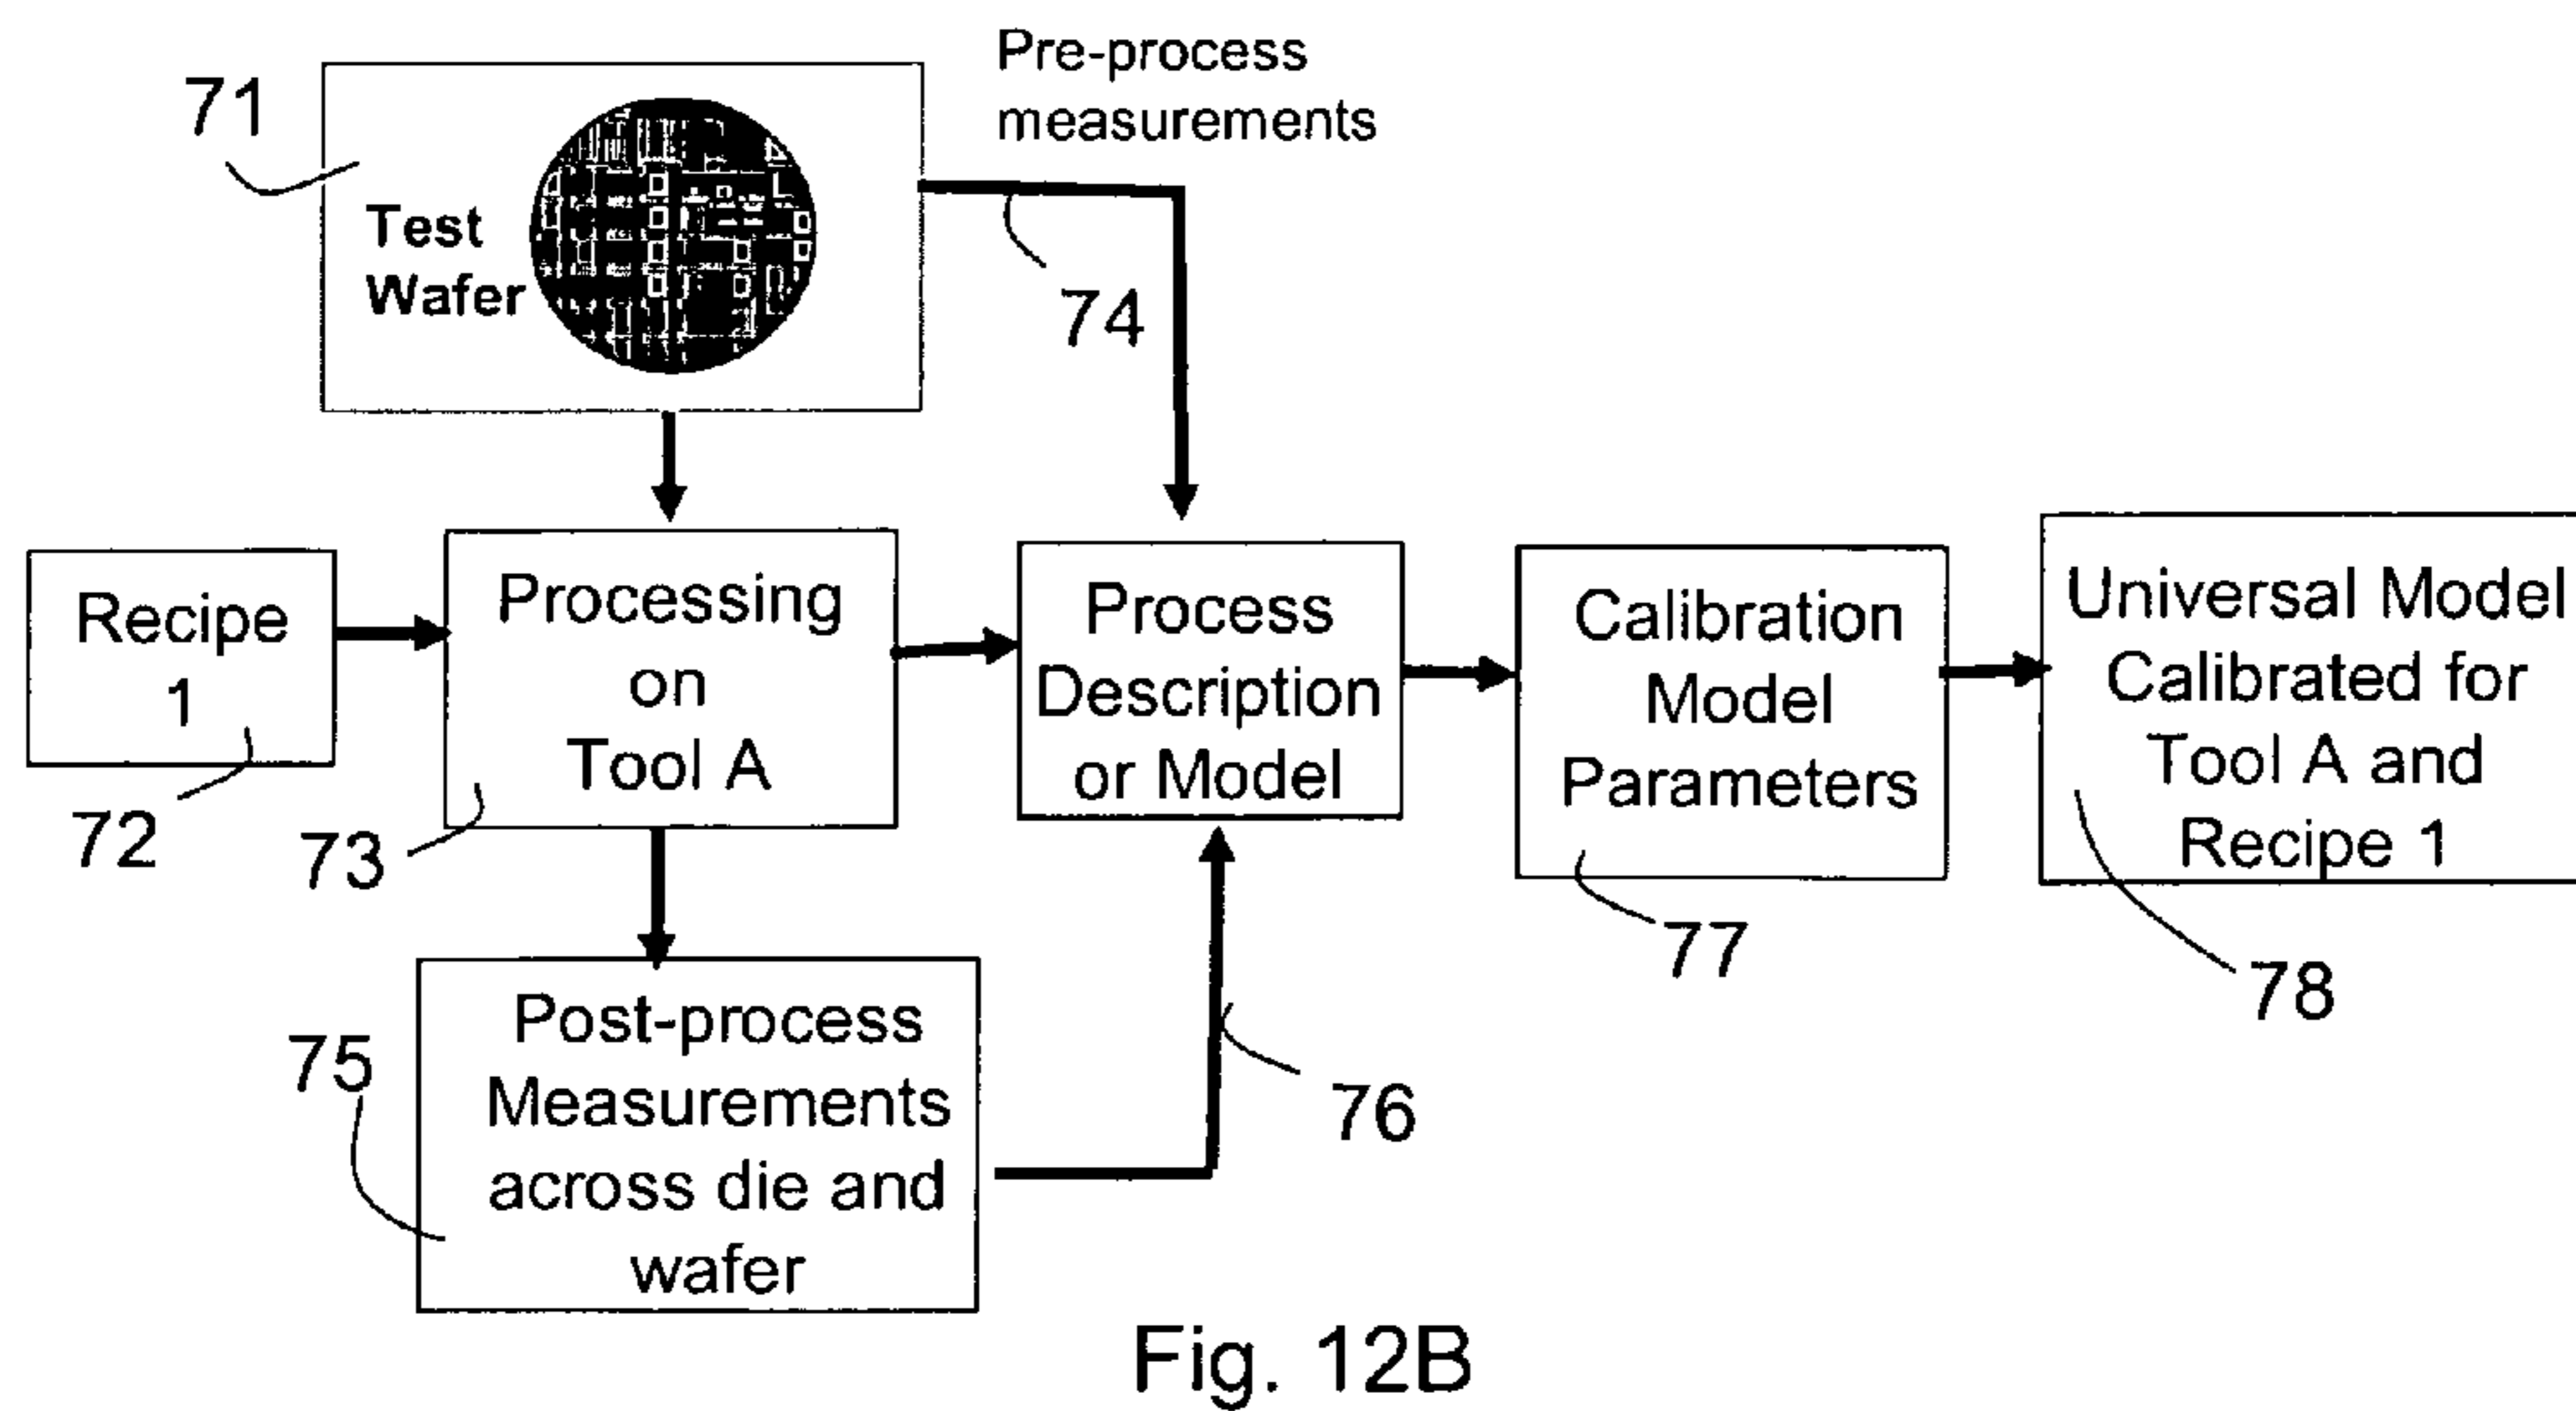 Pre-process
measurements
71
Test
Wafer
74
Recipe
1
72
Processing
on
Tool A
73
Process
Description
or Model
Calibration
Model
Parameters
77
Universal Model
Calibrated for
Tool A and
Recipe 1
78
Post-process
Measurements
across die and
wafer
75
76
Fig. 12B